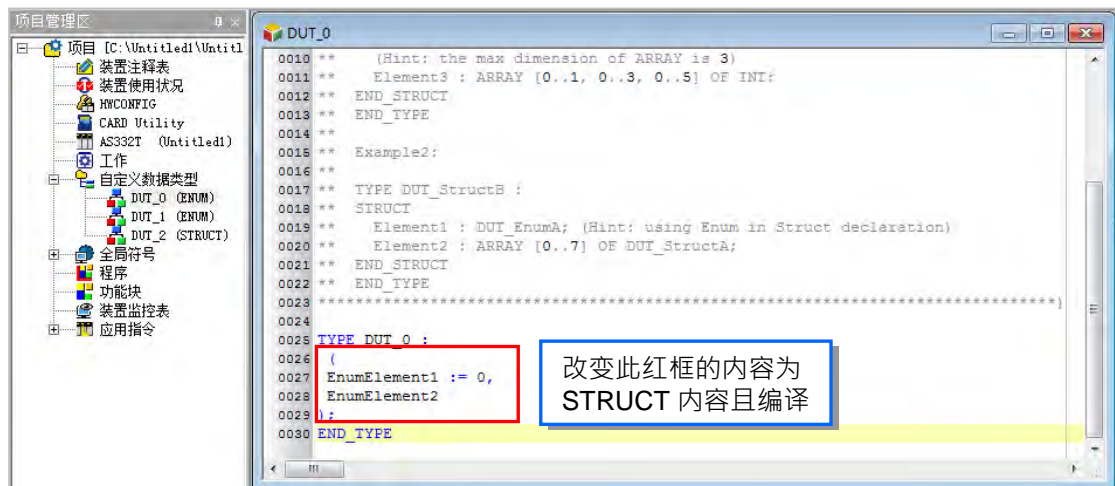 项目管理区
项目 [C:\Untitled1\Untitl
装置注释表
装置使用状况
HWCONFIG
CARD Utility
AS332T (Untitled1)
工作
自定义数据类型
DUT_0 (ENUM)
DUT_1 (ENUM)
DUT_2 (STRUCT)
全局符号
程序
功能块
装置监控表
应用指令
DUT_0
0010 ** (Hint: the max dimension of ARRAY is 3)
0011 ** Element3 : ARRAY [0..1, 0..3, 0..5] OF INT;
0012 ** END_STRUCT
0013 ** END_TYPE
0014 **
0015 ** Example2:
0016 **
0017 ** TYPE DUT_StructB :
0018 ** STRUCT
0019 ** Element1 : DUT_EnumA; (Hint: using Enum in Struct declaration)
0020 ** Element2 : ARRAY [0..7] OF DUT_StructA;
0021 ** END_STRUCT
0022 ** END_TYPE
0023 ********************************************************************************)
0024
0025 TYPE DUT_0 :
0026 (
0027 EnumElement1 := 0,
0028 EnumElement2
0029 );
0030 END_TYPE
改变此红框的内容为
STRUCT 内容且编译